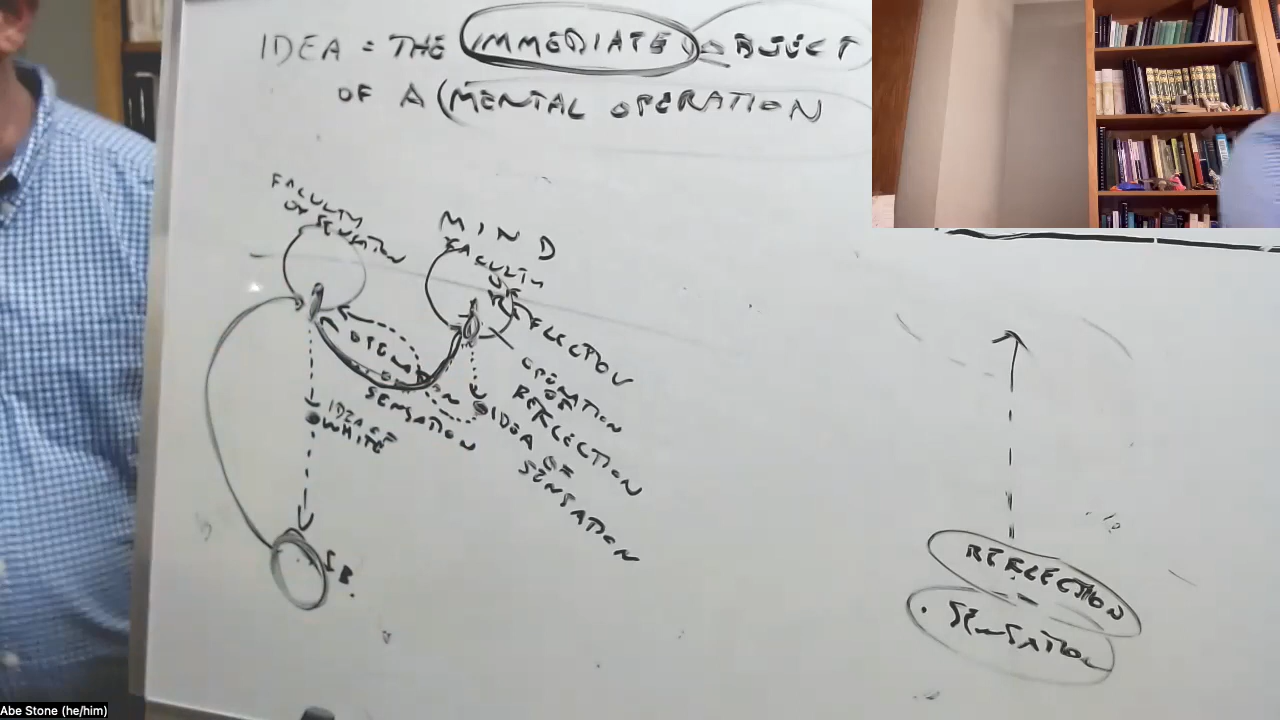 IDEA = THE IMMEDIATE OBJECT
OF A (MENTAL OPERATION
FACULTY
OF SENSATION
MIND
FACULTY
OF
REFLECTION
SENSATION
IDEA OF
WHITE
OPERATION
OF
REFLECTION
IDEA
OF
SENSATION
SB.
REFLECTION
SENSATION
Abe Stone (he/him)